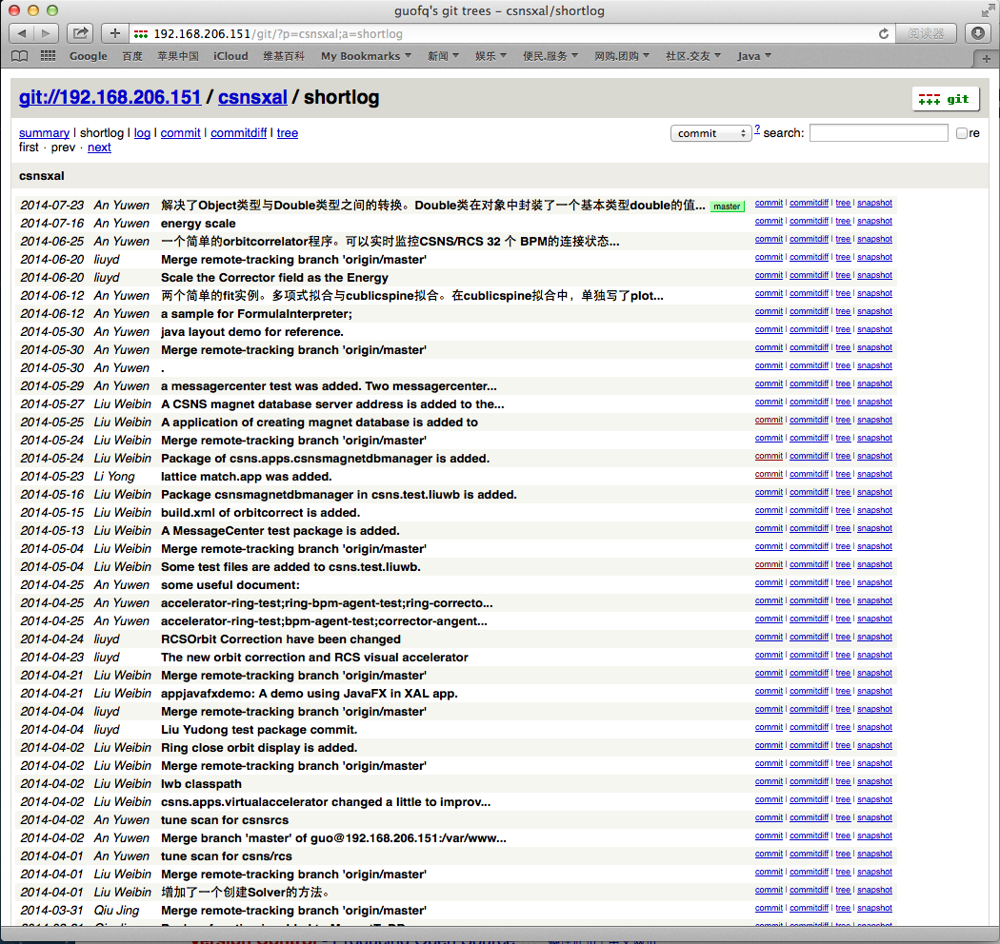 guofq's git trees – csnsxal/shortlog
192.168.206.151/git/?p=csnsxal;a=shortlog 阅读器
Google 百度 苹果中国 iCloud 维基百科 My Bookmarks 新闻 娱乐 便民.服务 网购.团购 社区.交友 Java
git://192.168.206.151 / csnsxal / shortlog git
summary | shortlog | log | commit | commitdiff | tree commit ? search: re
first · prev · next
csnsxal
2014-07-23 An Yuwen 解决了Object类型与Double类型之间的转换。Double类在对象中封装了一个基本类型double的值... master commit | commitdiff | tree | snapshot
2014-07-16 An Yuwen energy scale commit | commitdiff | tree | snapshot
2014-06-25 An Yuwen 一个简单的orbitcorrelator程序。可以实时监控CSNS/RCS 32 个 BPM的连接状态... commit | commitdiff | tree | snapshot
2014-06-20 liuyd Merge remote-tracking branch 'origin/master' commit | commitdiff | tree | snapshot
2014-06-20 liuyd Scale the Corrector field as the Energy commit | commitdiff | tree | snapshot
2014-06-12 An Yuwen 两个简单的fit实例。多项式拟合与cublicspine拟合。在cublicspine拟合中，单独写了plot... commit | commitdiff | tree | snapshot
2014-06-12 An Yuwen a sample for FormulaInterpreter; commit | commitdiff | tree | snapshot
2014-05-30 An Yuwen java layout demo for reference. commit | commitdiff | tree | snapshot
2014-05-30 An Yuwen Merge remote-tracking branch 'origin/master' commit | commitdiff | tree | snapshot
2014-05-30 An Yuwen . commit | commitdiff | tree | snapshot
2014-05-29 An Yuwen a messagercenter test was added. Two messagercenter... commit | commitdiff | tree | snapshot
2014-05-27 Liu Weibin A CSNS magnet database server address is added to the... commit | commitdiff | tree | snapshot
2014-05-25 Liu Weibin A application of creating magnet database is added to commit | commitdiff | tree | snapshot
2014-05-24 Liu Weibin Merge remote-tracking branch 'origin/master' commit | commitdiff | tree | snapshot
2014-05-24 Liu Weibin Package of csns.apps.csnsmagnetdbmanager is added. commit | commitdiff | tree | snapshot
2014-05-23 Li Yong lattice match.app was added. commit | commitdiff | tree | snapshot
2014-05-16 Liu Weibin Package csnsmagnetdbmanager in csns.test.liuwb is added. commit | commitdiff | tree | snapshot
2014-05-15 Liu Weibin build.xml of orbitcorrect is added. commit | commitdiff | tree | snapshot
2014-05-13 Liu Weibin A MessageCenter test package is added. commit | commitdiff | tree | snapshot
2014-05-04 Liu Weibin Merge remote-tracking branch 'origin/master' commit | commitdiff | tree | snapshot
2014-05-04 Liu Weibin Some test files are added to csns.test.liuwb. commit | commitdiff | tree | snapshot
2014-04-25 An Yuwen some useful document: commit | commitdiff | tree | snapshot
2014-04-25 An Yuwen accelerator-ring-test;ring-bpm-agent-test;ring-correcto... commit | commitdiff | tree | snapshot
2014-04-25 An Yuwen accelerator-ring-test;bpm-agent-test;corrector-angent... commit | commitdiff | tree | snapshot
2014-04-24 liuyd RCSOrbit Correction have been changed commit | commitdiff | tree | snapshot
2014-04-23 liuyd The new orbit correction and RCS visual accelerator commit | commitdiff | tree | snapshot
2014-04-21 Liu Weibin Merge remote-tracking branch 'origin/master' commit | commitdiff | tree | snapshot
2014-04-21 Liu Weibin appjavafxdemo: A demo using JavaFX in XAL app. commit | commitdiff | tree | snapshot
2014-04-04 liuyd Merge remote-tracking branch 'origin/master' commit | commitdiff | tree | snapshot
2014-04-04 liuyd Liu Yudong test package commit. commit | commitdiff | tree | snapshot
2014-04-02 Liu Weibin Ring close orbit display is added. commit | commitdiff | tree | snapshot
2014-04-02 Liu Weibin Merge remote-tracking branch 'origin/master' commit | commitdiff | tree | snapshot
2014-04-02 Liu Weibin lwb classpath commit | commitdiff | tree | snapshot
2014-04-02 Liu Weibin csns.apps.virtualaccelerator changed a little to improv... commit | commitdiff | tree | snapshot
2014-04-02 An Yuwen tune scan for csnsrcs commit | commitdiff | tree | snapshot
2014-04-02 An Yuwen Merge branch 'master' of guo@192.168.206.151:/var/www... commit | commitdiff | tree | snapshot
2014-04-01 An Yuwen tune scan for csns/rcs commit | commitdiff | tree | snapshot
2014-04-01 Liu Weibin Merge remote-tracking branch 'origin/master' commit | commitdiff | tree | snapshot
2014-04-01 Liu Weibin 增加了一个创建Solver的方法。 commit | commitdiff | tree | snapshot
2014-03-31 Qiu Jing Merge remote-tracking branch 'origin/master' commit | commitdiff | tree | snapshot